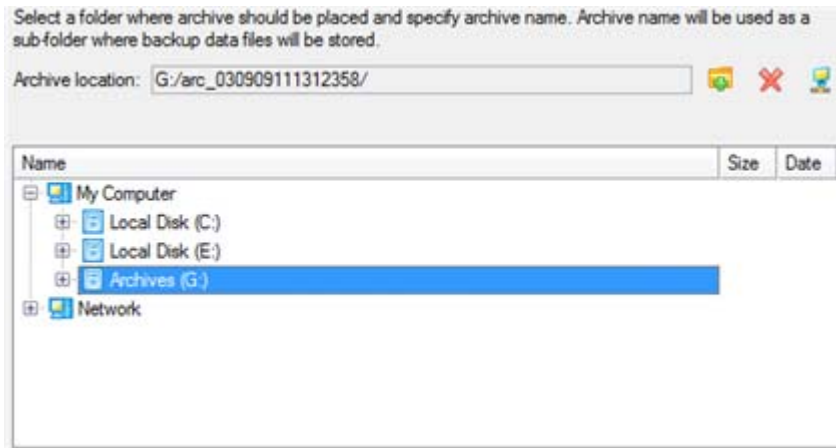 Select a folder where archive should be placed and specify archive name. Archive name will be used as a
sub-folder where backup data files will be stored.
Archive location: G:/arc_030909111312358/
Name Size Date
My Computer
Local Disk (C:)
Local Disk (E:)
Archives (G:)
Network